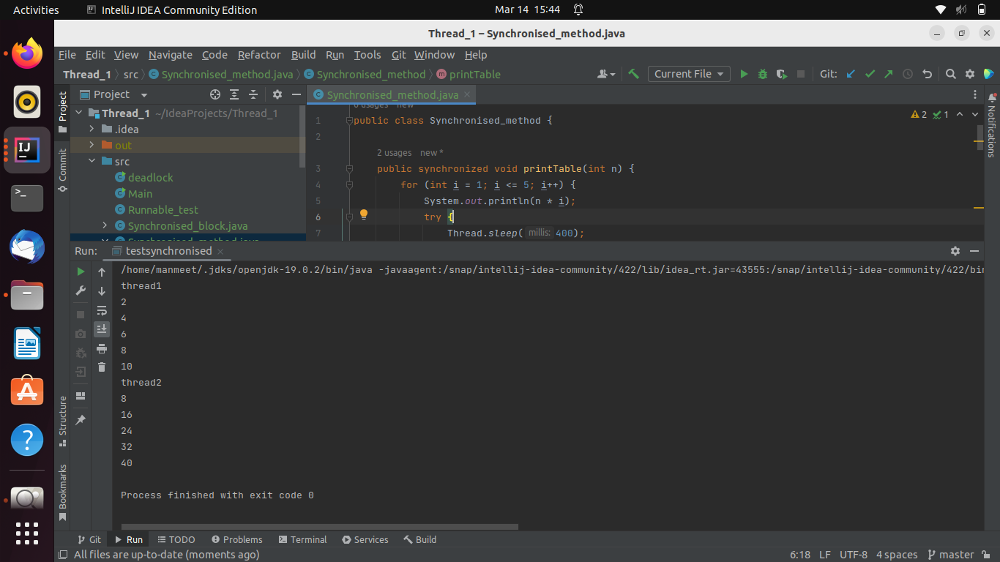 Activities IntelliJ IDEA Community Edition Mar 14 15:44
Thread_1 – Synchronised_method.java
File Edit View Navigate Code Refactor Build Run Tools Git Window Help
Thread_1 src Synchronised_method.java Synchronised_method printTable Current File Git:
Project
Synchronised_method.java
Thread_1 ~/IdeaProjects/Thread_1
.idea
out
src
deadlock
Main
Runnable_test
Synchronised_block.java
Synchronised_method.java
Project
Commit
Structure
Bookmarks
Notifications
6 usages new *
2 1
1 public class Synchronised_method {
2
2 usages new *
3 public synchronized void printTable(int n) {
4 for (int i = 1; i <= 5; i++) {
5 System.out.println(n * i);
6 try {
7 Thread.sleep( millis: 400);
Run: testsynchronised
/home/manmeet/.jdks/openjdk-19.0.2/bin/java -javaagent:/snap/intellij-idea-community/422/lib/idea_rt.jar=43555:/snap/intellij-idea-community/422/bin
thread1
2
4
6
8
10
thread2
8
16
24
32
40
Process finished with exit code 0
Git Run TODO Problems Terminal Services Build
All files are up-to-date (moments ago) 6:18 LF UTF-8 4 spaces master